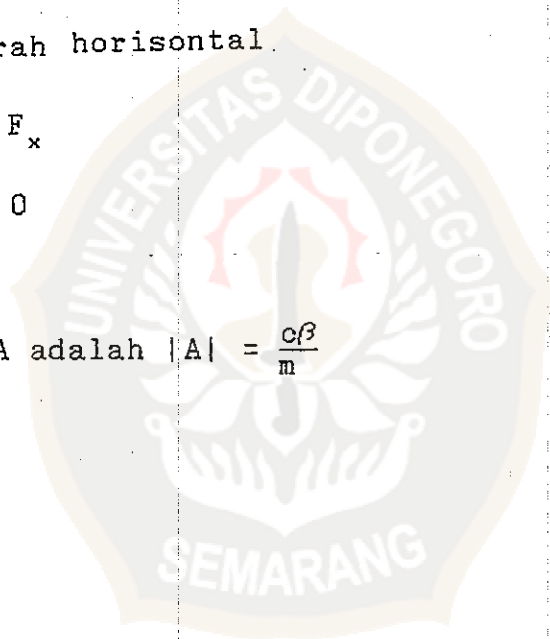 rah horisontal.
F_x
0
A adalah |A| = cβ/m
UNIVERSITAS DIPONEGORO
SEMARANG